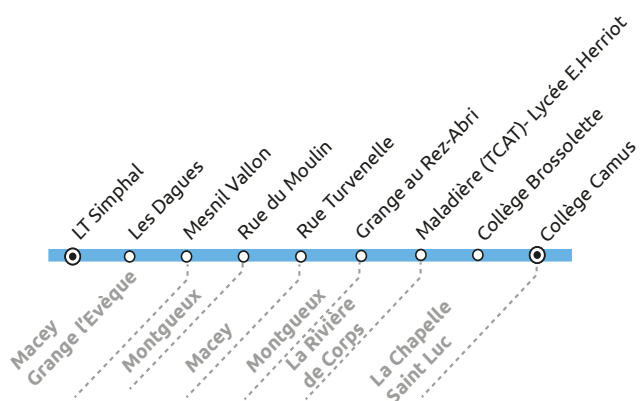 LT Simphal
Les Dagues
Mesnil Vallon
Rue du Moulin
Rue Turvenelle
Grange au Rez-Abri
Maladière (TCAT)- Lycée E.Herriot
Collège Brossolette
Collège Camus
Macey
Grange l'Evèque
Montgueux
Macey
Montgueux
La Rivière
de Corps
La Chapelle
Saint Luc